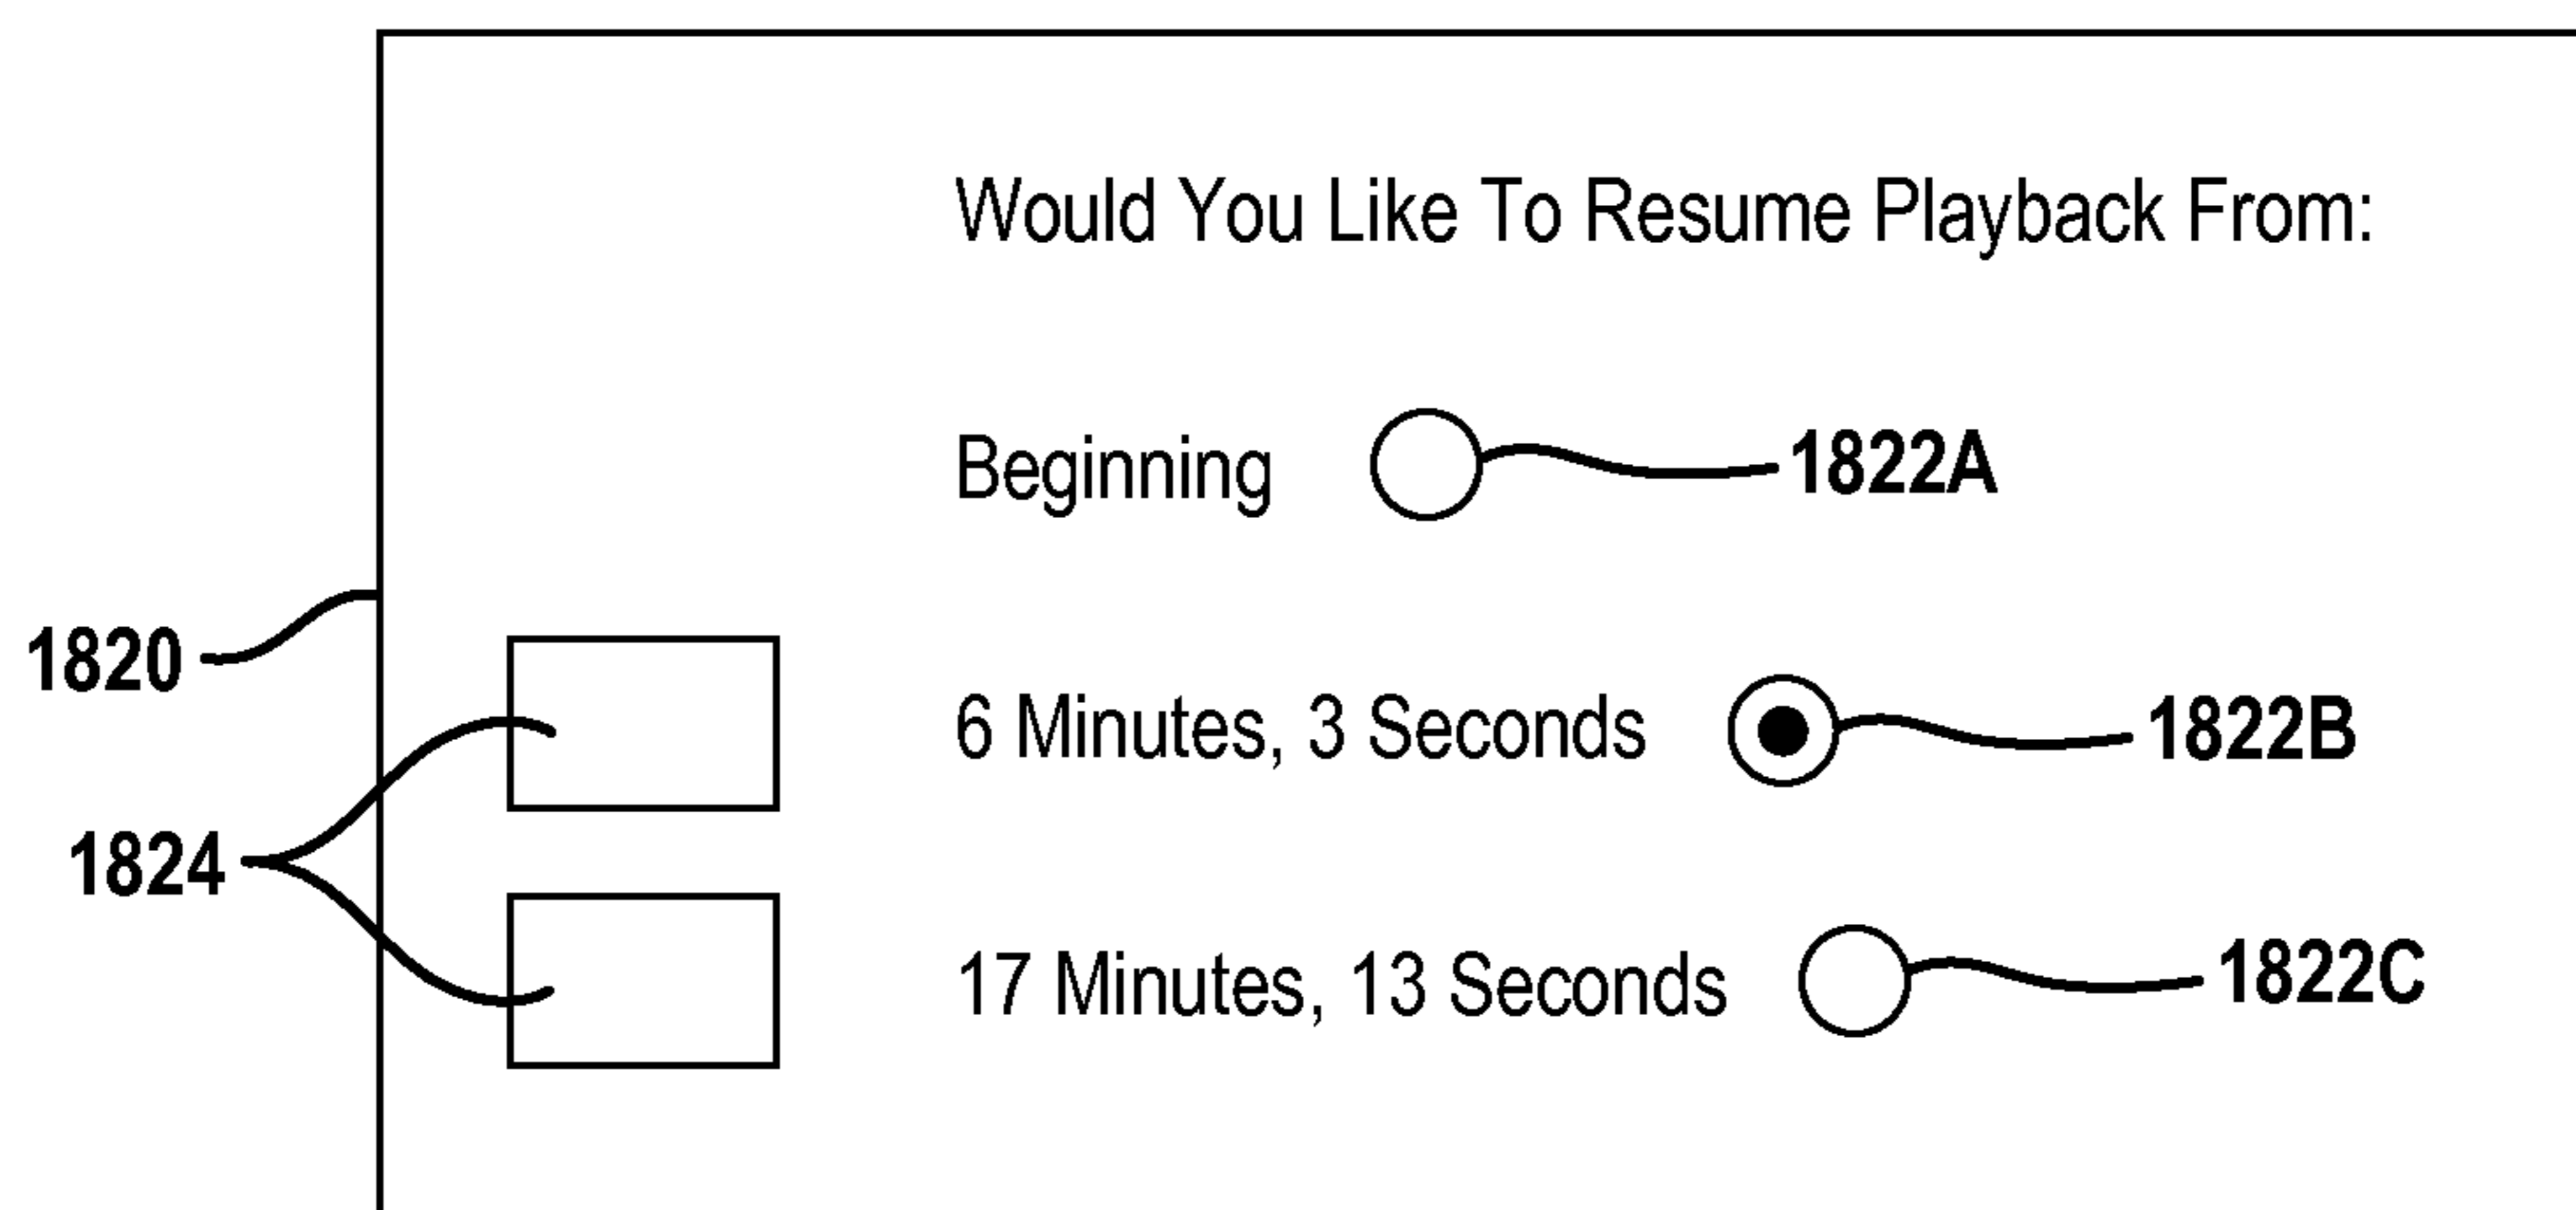 Would You Like To Resume Playback From:
Beginning 1822A
1820
6 Minutes, 3 Seconds 1822B
1824
17 Minutes, 13 Seconds 1822C